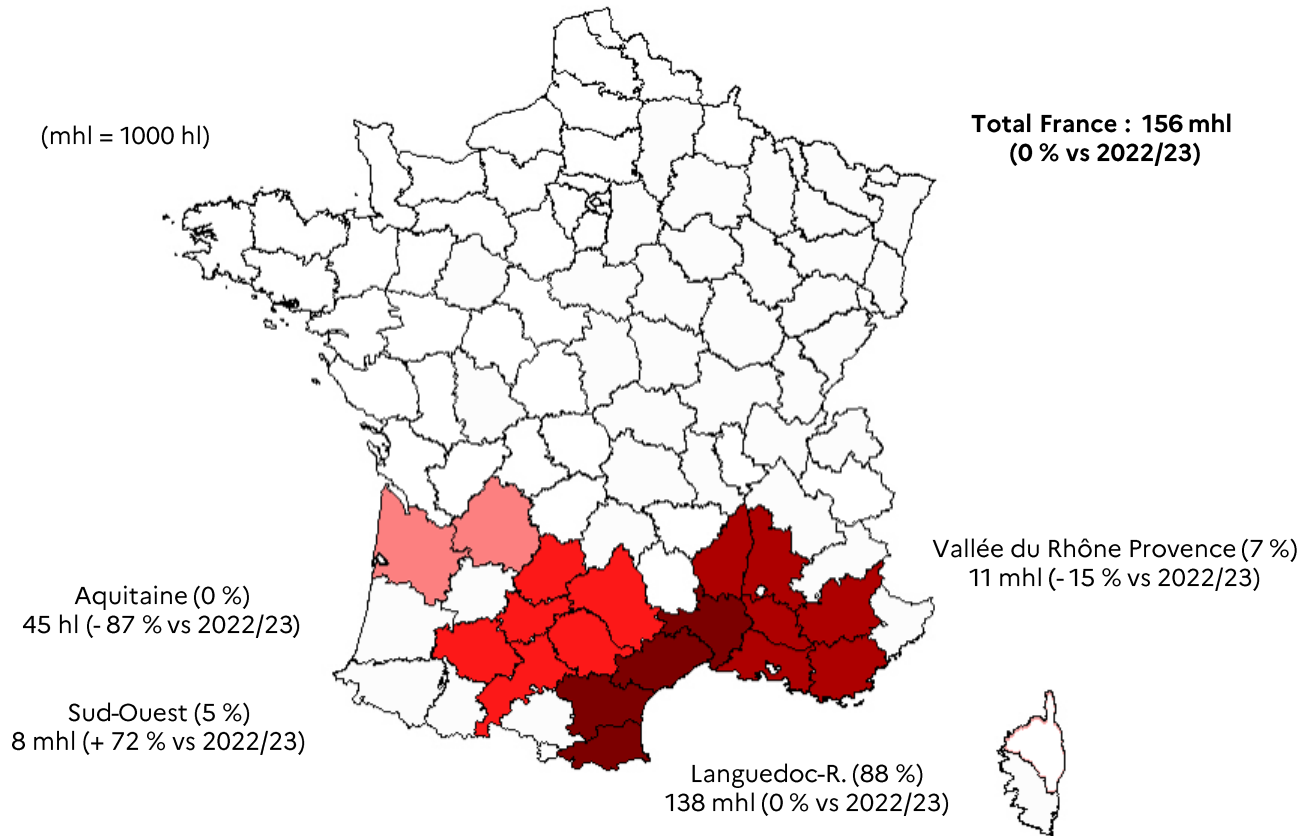 (mhl = 1000 hl)
Total France : 156 mhl
(0 % vs 2022/23)
Vallée du Rhône Provence (7 %)
11 mhl (- 15 % vs 2022/23)
Aquitaine (0 %)
45 hl (- 87 % vs 2022/23)
Sud-Ouest (5 %)
8 mhl (+ 72 % vs 2022/23)
Languedoc-R. (88 %)
138 mhl (0 % vs 2022/23)